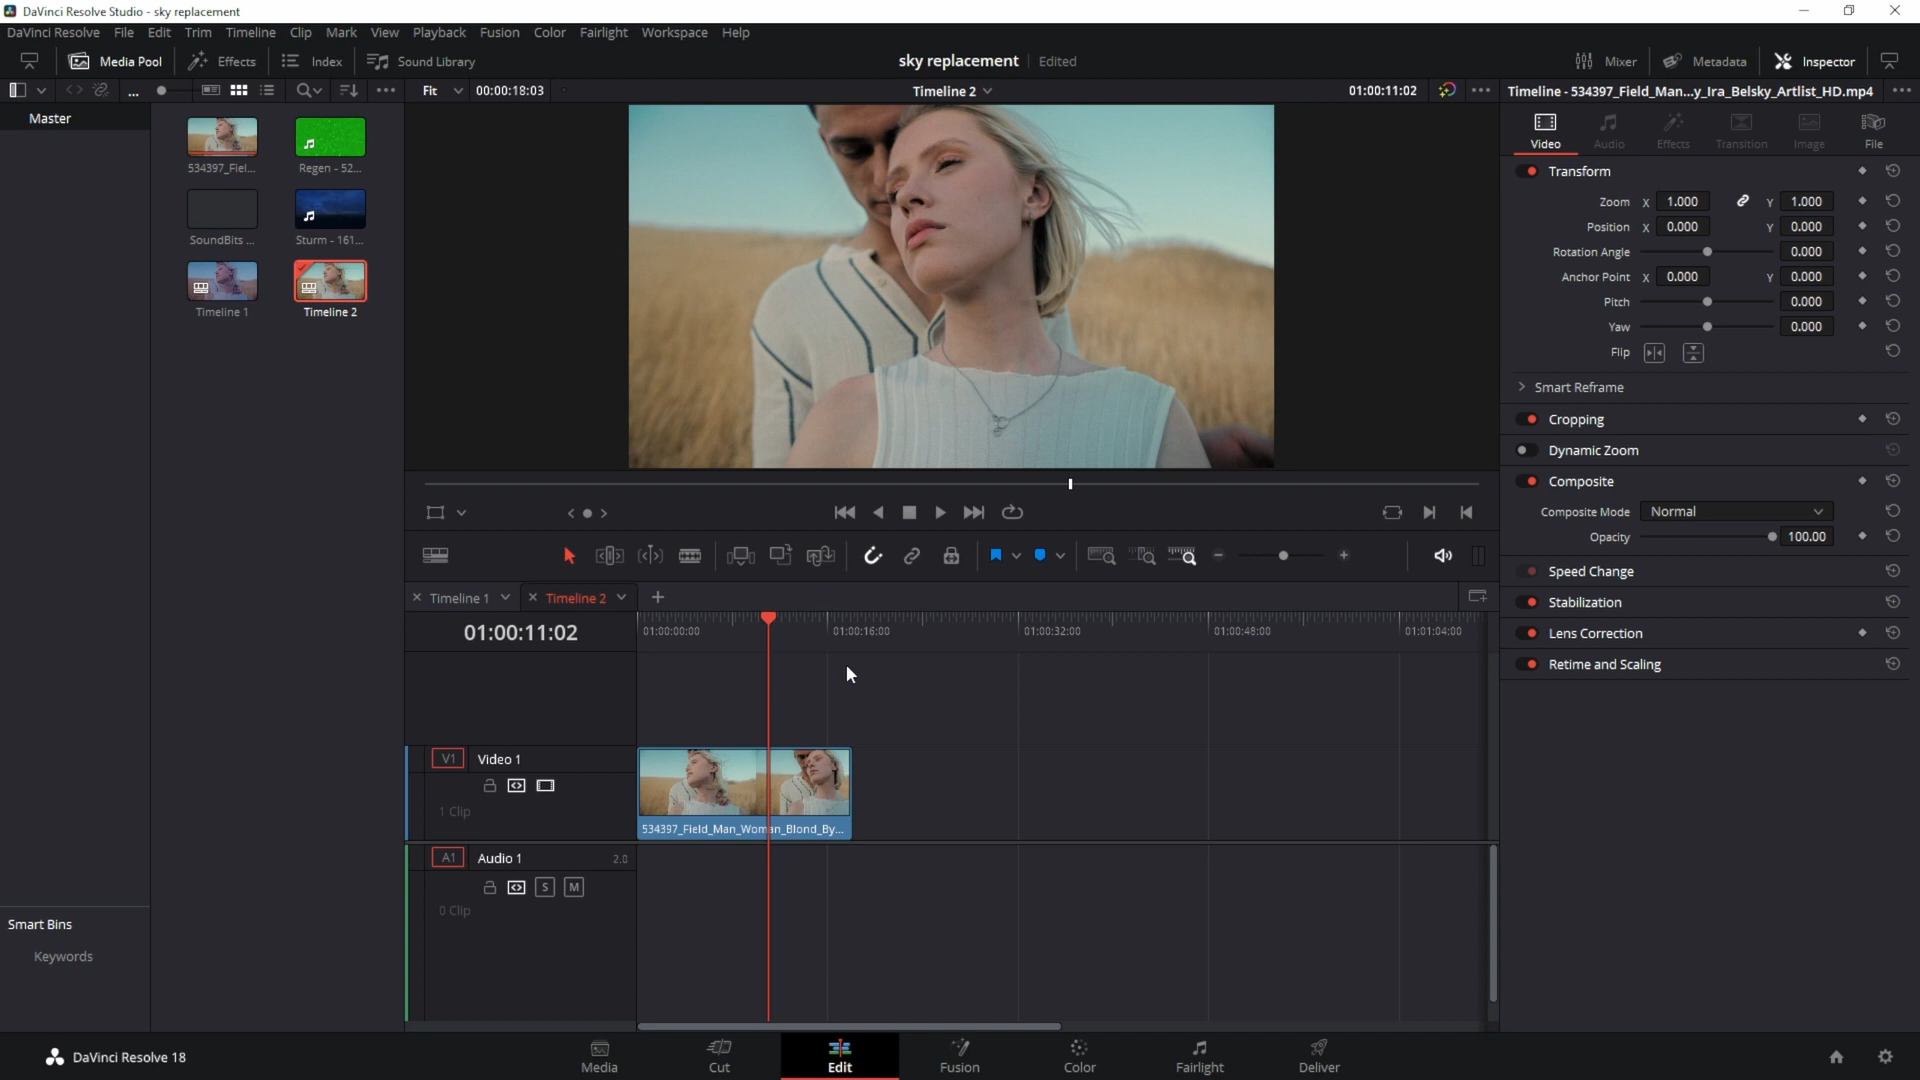 DaVinci Resolve Studio - sky replacement
DaVinci Resolve File Edit Trim Timeline Clip Mark View Playback Fusion Color Fairlight Workspace Help
Media Pool Effects Index Sound Library sky replacement Edited Mixer Metadata Inspector
... Fit 00:00:18:03 Timeline 2 01:00:11:02 Timeline - 534397_Field_Man...y_Ira_Belsky_Artlist_HD.mp4
Master
534397_Fiel...
Regen - 52...
SoundBits ...
Sturm - 161...
Timeline 1
Timeline 2
Video Audio Effects Transition Image File
Transform
Zoom X 1.000 Y 1.000
Position X 0.000 Y 0.000
Rotation Angle 0.000
Anchor Point X 0.000 Y 0.000
Pitch 0.000
Yaw 0.000
Flip
Smart Reframe
Cropping
Dynamic Zoom
Composite
Composite Mode Normal
Opacity 100.00
Speed Change
Stabilization
Lens Correction
Retime and Scaling
Timeline 1 Timeline 2
01:00:11:02
01:00:00:00 01:00:16:00 01:00:32:00 01:00:48:00 01:01:04:00
V1 Video 1
1 Clip
534397_Field_Man_Woman_Blond_By...
A1 Audio 1 2.0
S M
0 Clip
Smart Bins
Keywords
DaVinci Resolve 18
Media Cut Edit Fusion Color Fairlight Deliver